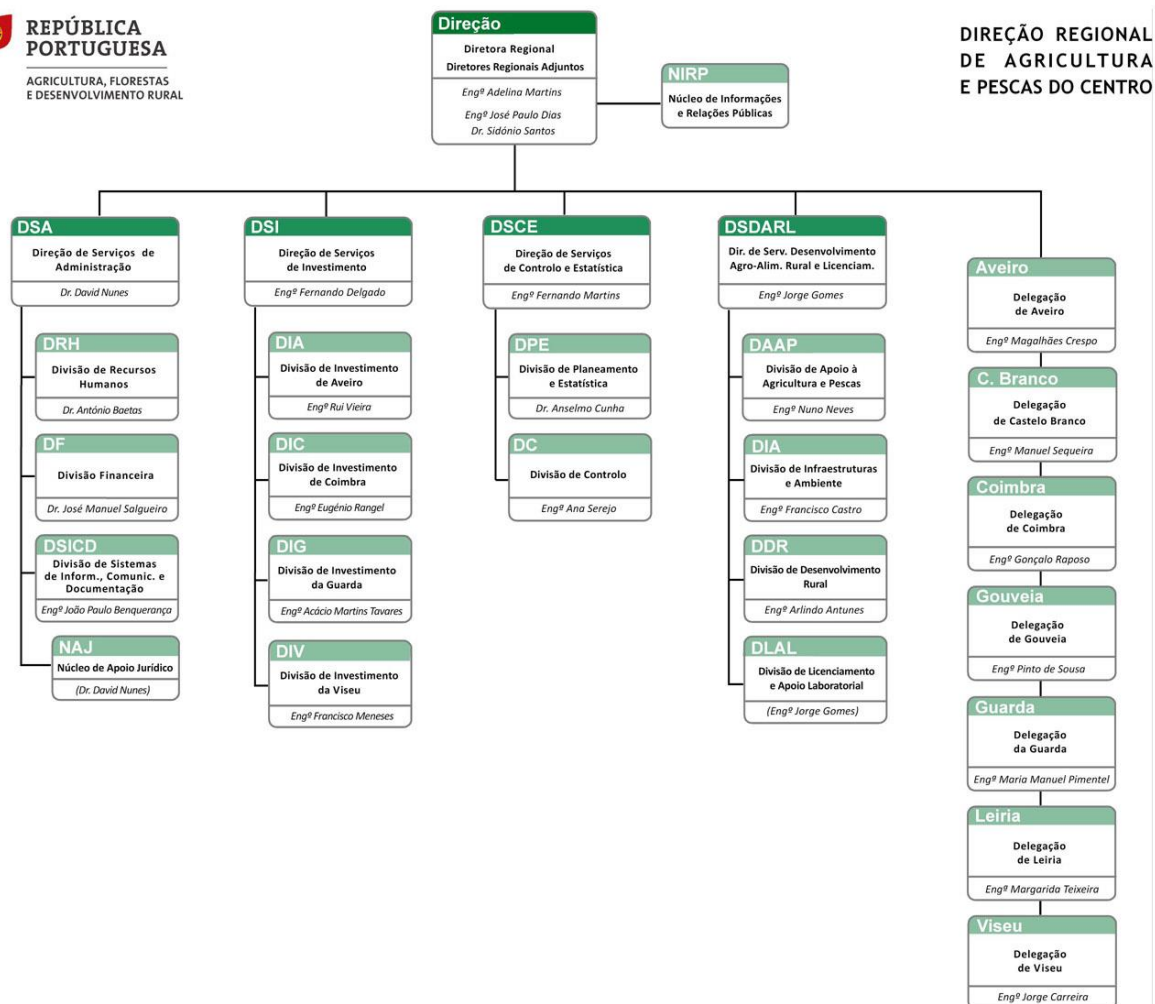 REPÚBLICA
PORTUGUESA
AGRICULTURA, FLORESTAS
E DESENVOLVIMENTO RURAL
DIREÇÃO REGIONAL
DE AGRICULTURA
E PESCAS DO CENTRO
Direção
Diretora Regional
Diretores Regionais Adjuntos
Engª Adelina Martins
Engº José Paulo Dias
Dr. Sidónio Santos
NIRP
Núcleo de Informações
e Relações Públicas
DSA
Direção de Serviços de
Administração
Dr. David Nunes
DRH
Divisão de Recursos
Humanos
Dr. António Baetas
DF
Divisão Financeira
Dr. José Manuel Salgueiro
DSICD
Divisão de Sistemas
de Inform., Comunic. e
Documentação
Engº João Paulo Benquerança
NAJ
Núcleo de Apoio Jurídico
(Dr. David Nunes)
DSI
Direção de Serviços
de Investimento
Engº Fernando Delgado
DIA
Divisão de Investimento
de Aveiro
Engº Rui Vieira
DIC
Divisão de Investimento
de Coimbra
Engº Eugénio Rangel
DIG
Divisão de Investimento
da Guarda
Engº Acácio Martins Tavares
DIV
Divisão de Investimento
da Viseu
Engº Francisco Meneses
DSCE
Direção de Serviços
de Controlo e Estatística
Engº Fernando Martins
DPE
Divisão de Planeamento
e Estatística
Dr. Anselmo Cunha
DC
Divisão de Controlo
Engª Ana Serejo
DSDARL
Dir. de Serv. Desenvolvimento
Agro-Alim. Rural e Licenciam.
Engº Jorge Gomes
DAAP
Divisão de Apoio à
Agricultura e Pescas
Engº Nuno Neves
DIA
Divisão de Infraestruturas
e Ambiente
Engº Francisco Castro
DDR
Divisão de Desenvolvimento
Rural
Engº Arlindo Antunes
DLAL
Divisão de Licenciamento
e Apoio Laboratorial
(Engº Jorge Gomes)
Aveiro
Delegação
de Aveiro
Engº Magalhães Crespo
C. Branco
Delegação
de Castelo Branco
Engº Manuel Sequeira
Coimbra
Delegação
de Coimbra
Engº Gonçalo Raposo
Gouveia
Delegação
de Gouveia
Engº Pinto de Sousa
Guarda
Delegação
da Guarda
Engª Maria Manuel Pimentel
Leiria
Delegação
de Leiria
Engª Margarida Teixeira
Viseu
Delegação
de Viseu
Engº Jorge Carreira